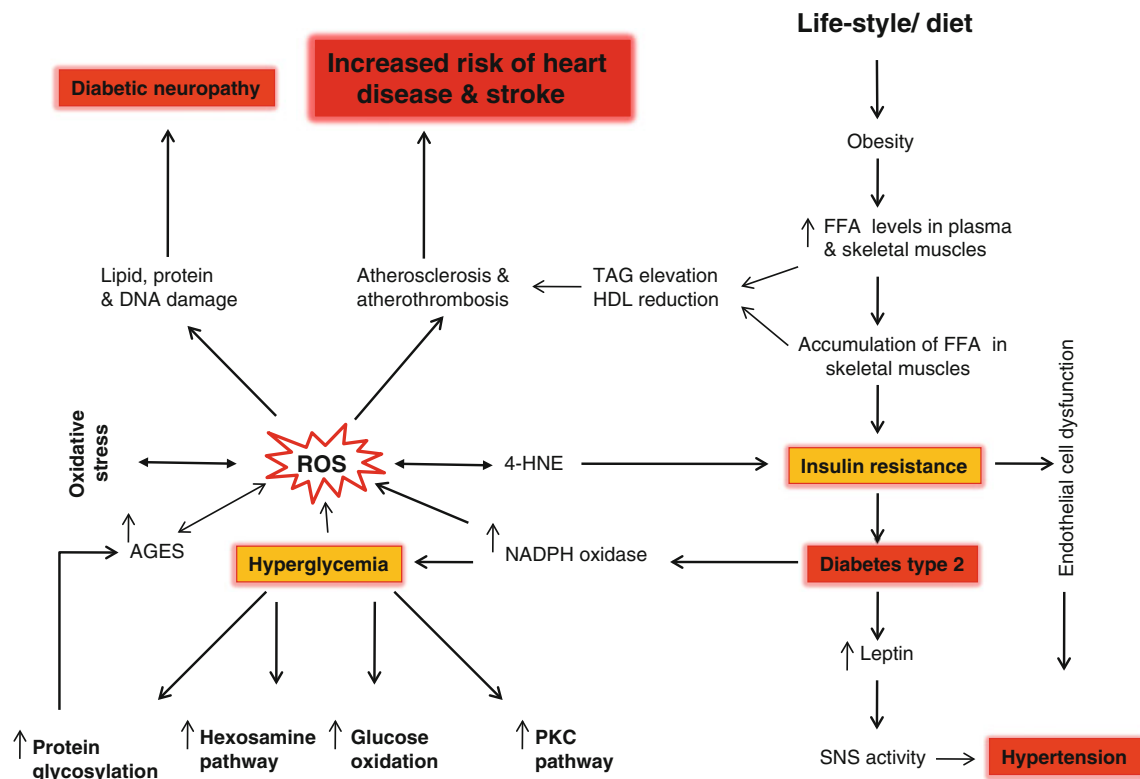 Life-style/ diet
Increased risk of heart
disease & stroke
Diabetic neuropathy
Obesity
↑ FFA levels in plasma
& skeletal muscles
Lipid, protein
& DNA damage
Atherosclerosis &
atherothrombosis
TAG elevation
HDL reduction
Accumulation of FFA in
skeletal muscles
Endothelial cell dysfunction
Oxidative
stress
ROS
4-HNE
Insulin resistance
↑ AGES
Hyperglycemia
↑ NADPH oxidase
Diabetes type 2
↑ Leptin
↑ Protein
glycosylation
↑ Hexosamine
pathway
↑ Glucose
oxidation
↑ PKC
pathway
SNS activity
Hypertension